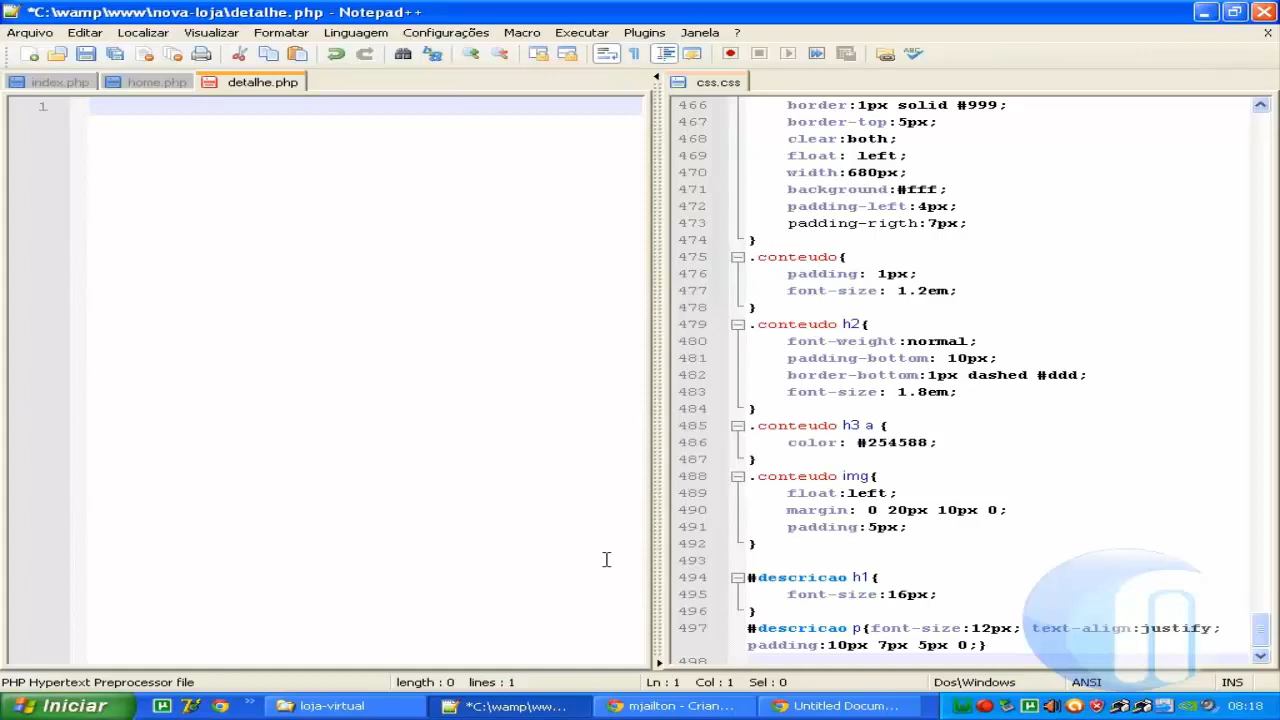 *C:\wamp\www\nova-loja\detalhe.php - Notepad++
Arquivo Editar Localizar Visualizar Formatar Linguagem Configurações Macro Executar Plugins Janela ? X
index.php home.php detalhe.php css.css
1
466 border:1px solid #999;
467 border-top:5px;
468 clear:both;
469 float: left;
470 width:680px;
471 background:#fff;
472 padding-left:4px;
473 padding-rigth:7px;
474 }
475 .conteudo{
476 padding: 1px;
477 font-size: 1.2em;
478 }
479 .conteudo h2{
480 font-weight:normal;
481 padding-bottom: 10px;
482 border-bottom:1px dashed #ddd;
483 font-size: 1.8em;
484 }
485 .conteudo h3 a {
486 color: #254588;
487 }
488 .conteudo img{
489 float:left;
490 margin: 0 20px 10px 0;
491 padding:5px;
492 }
493
494 #descricao h1{
495 font-size:16px;
496 }
497 #descricao p{font-size:12px; text-align:justify;
padding:10px 7px 5px 0;}
498
PHP Hypertext Preprocessor file length : 0 lines : 1 Ln : 1 Col : 1 Sel : 0 Dos\Windows ANSI INS
Iniciar » loja-virtual *C:\wamp\ww... mjailton - Crian... Untitled Docum... 08:18